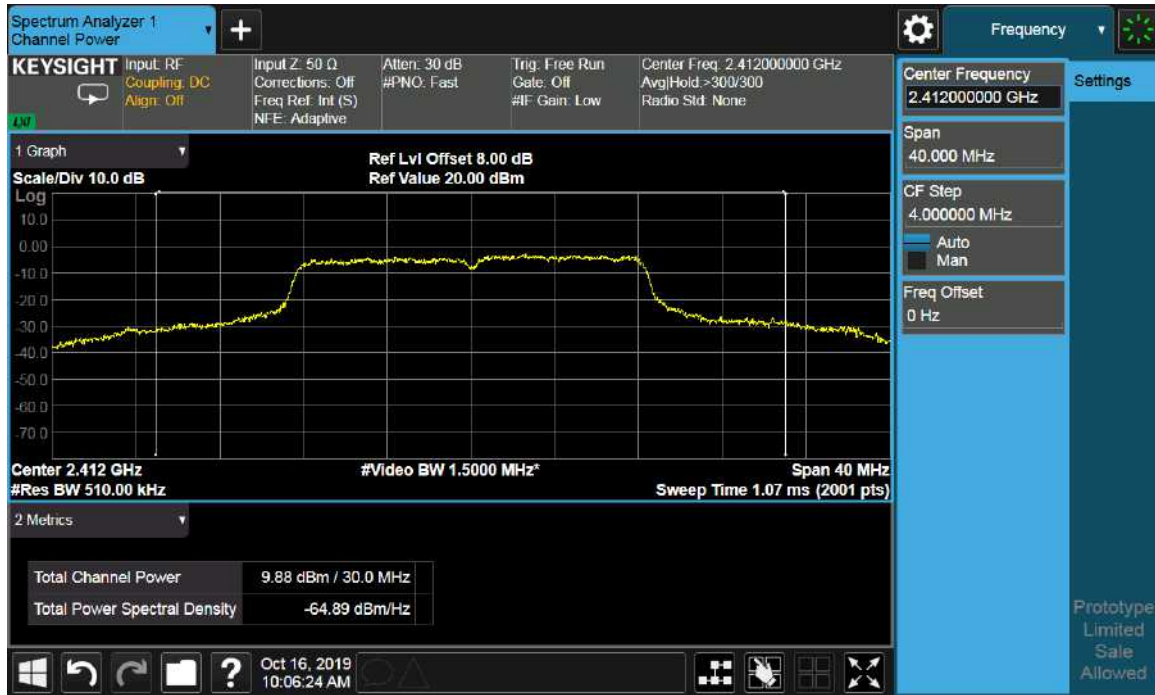 Spectrum Analyzer 1
Channel Power
Frequency
KEYSIGHT
Input: RF
Coupling: DC
Align: Off
Input Z: 50 Ω
Corrections: Off
Freq Ref: Int (S)
NFE: Adaptive
Atten: 30 dB
#PNO: Fast
Trig: Free Run
Gate: Off
#IF Gain: Low
Center Freq: 2.412000000 GHz
Avg|Hold:>300/300
Radio Std: None
LXI
Center Frequency
2.412000000 GHz
Settings
Span
40.000 MHz
CF Step
4.000000 MHz
Auto
Man
Freq Offset
0 Hz
1 Graph
Scale/Div 10.0 dB
Ref Lvl Offset 8.00 dB
Ref Value 20.00 dBm
Log
10.0
0.00
-10.0
-20.0
-30.0
-40.0
-50.0
-60.0
-70.0
Center 2.412 GHz
#Res BW 510.00 kHz
#Video BW 1.5000 MHz*
Span 40 MHz
Sweep Time 1.07 ms (2001 pts)
2 Metrics
Total Channel Power 9.88 dBm / 30.0 MHz
Total Power Spectral Density -64.89 dBm/Hz
Prototype
Limited
Sale
Allowed
?
Oct 16, 2019
10:06:24 AM